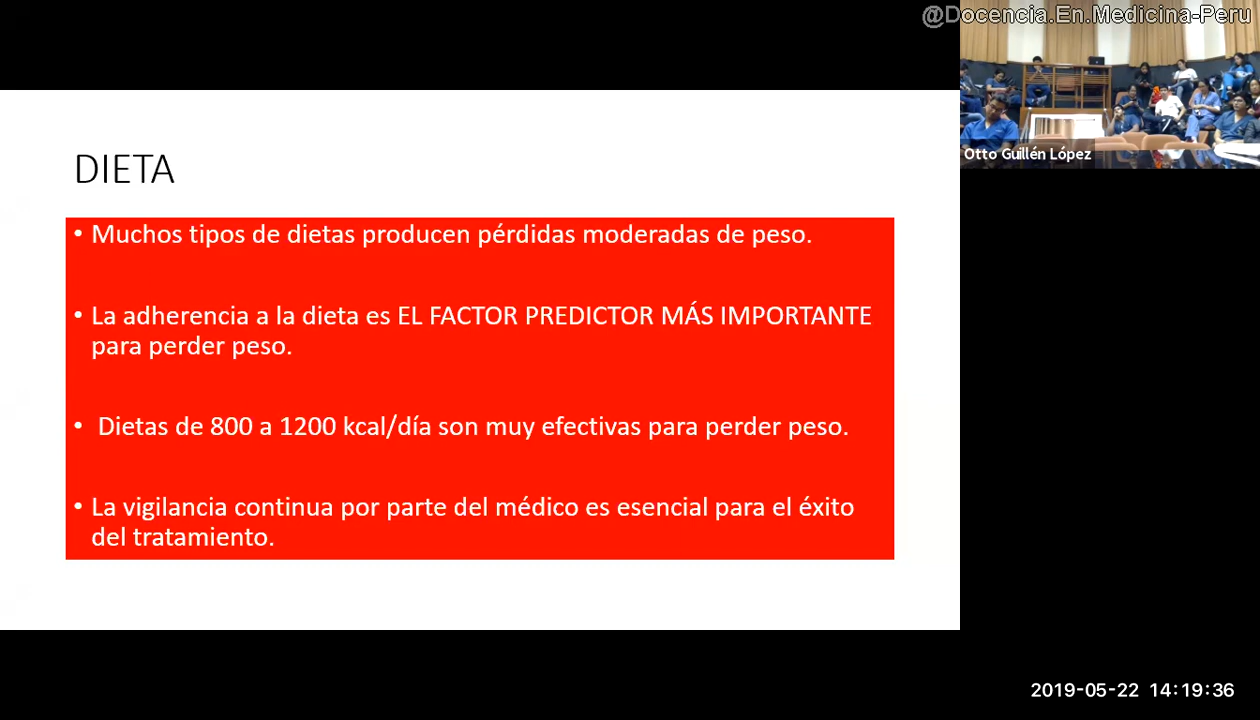 @Docencia.En.Medicina-Peru
Otto Guillén López
DIETA
• Muchos tipos de dietas producen pérdidas moderadas de peso.
• La adherencia a la dieta es EL FACTOR PREDICTOR MÁS IMPORTANTE
para perder peso.
• Dietas de 800 a 1200 kcal/día son muy efectivas para perder peso.
• La vigilancia continua por parte del médico es esencial para el éxito
del tratamiento.
2019-05-22 14:19:36